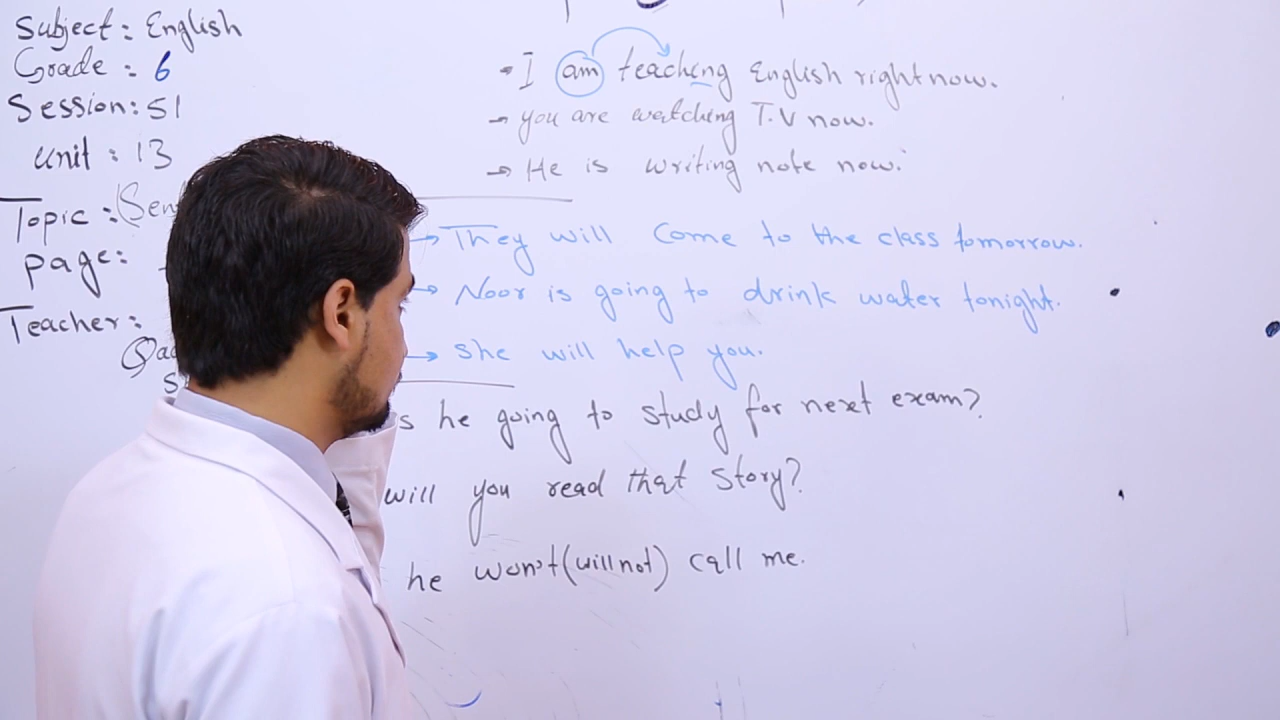 Subject: English
Grade: 6
Session: 51
Unit: 13
Topic:
page:
Teacher:
I am teaching English right now.
you are watching T.V now.
He is writing note now.
They will come to the class tomorrow.
Noor is going to drink water tonight.
She will help you.
he going to study for next exam?
will you read that story?
he won't (will not) call me.